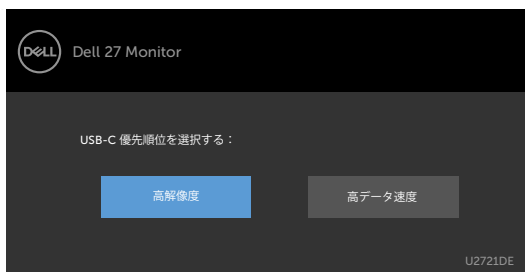 DELL
Dell 27 Monitor
USB-C 優先順位を選択する：
高解像度
高データ速度
U2721DE